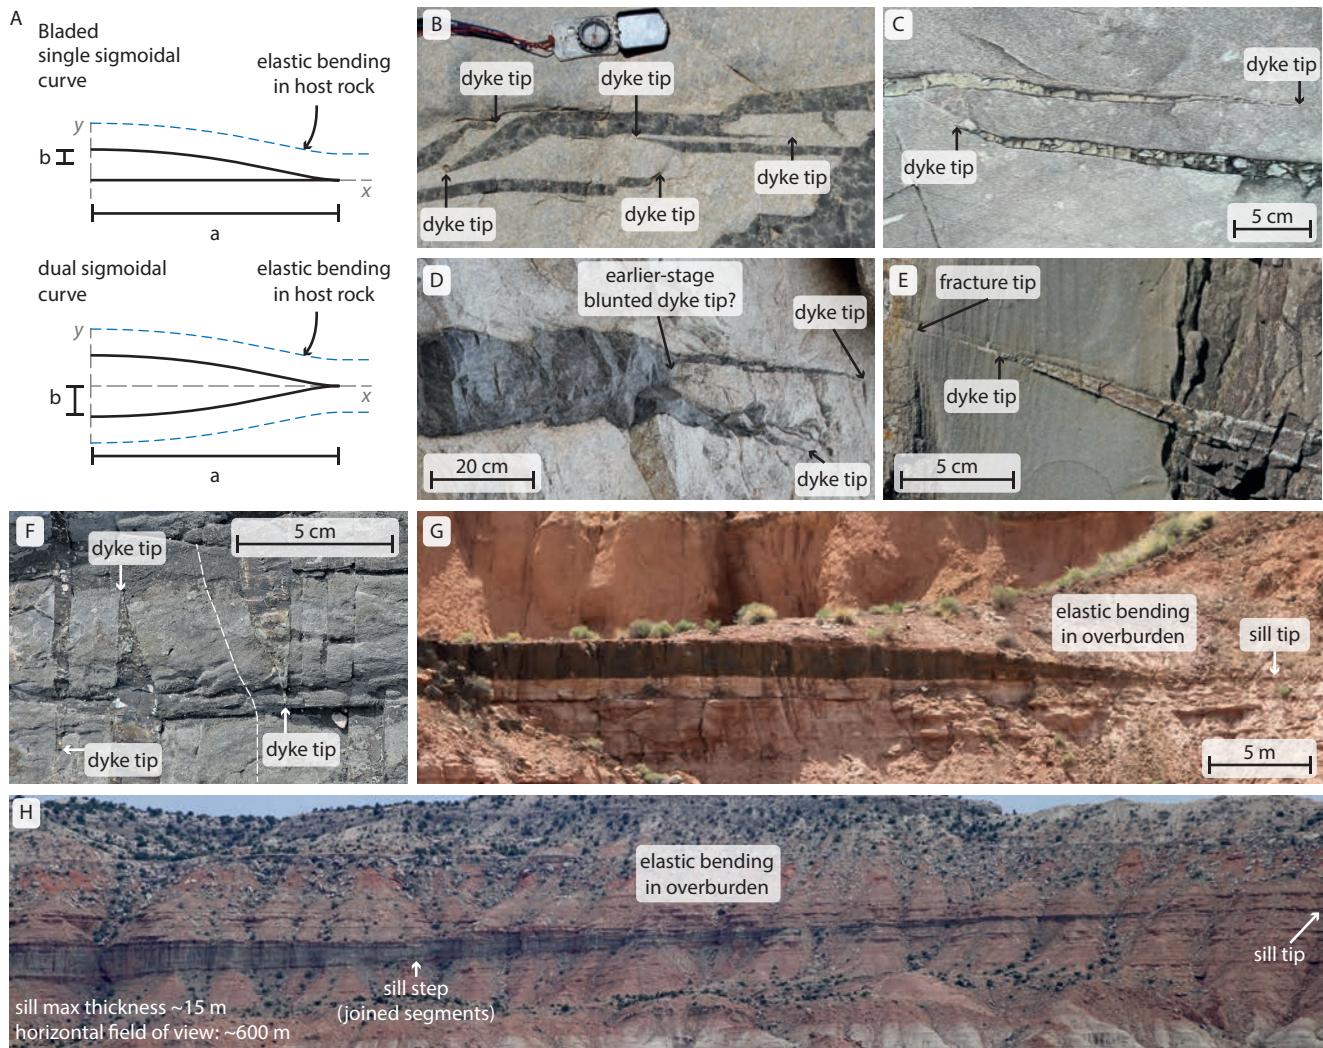 A
Bladed
single sigmoidal
curve
elastic bending
in host rock
y
b
x
a
dual sigmoidal
curve
elastic bending
in host rock
y
b
x
a
B
dyke tip
dyke tip
dyke tip
dyke tip
dyke tip
C
dyke tip
dyke tip
5 cm
D
earlier-stage
blunted dyke tip?
dyke tip
20 cm
dyke tip
E
fracture tip
dyke tip
5 cm
F
5 cm
dyke tip
dyke tip
dyke tip
G
elastic bending
in overburden
sill tip
5 m
H
elastic bending
in overburden
sill tip
sill step
(joined segments)
sill max thickness ~15 m
horizontal field of view: ~600 m